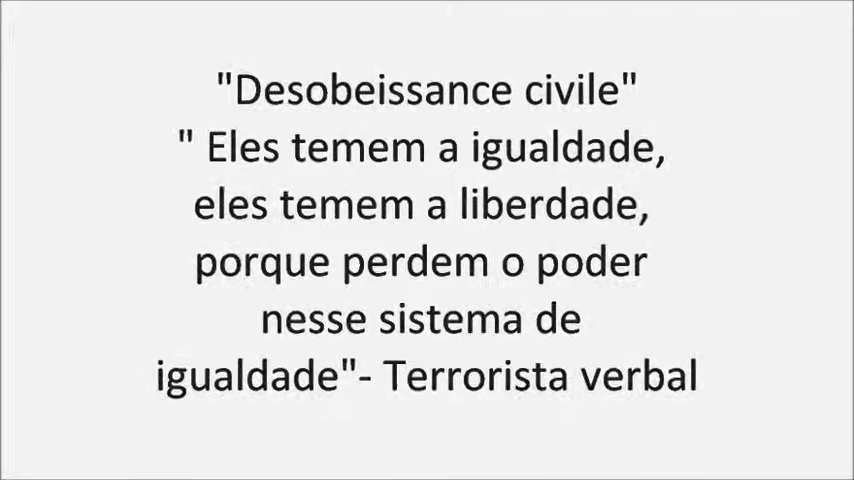 "Desobeissance civile"
" Eles temem a igualdade,
eles temem a liberdade,
porque perdem o poder
nesse sistema de
igualdade"- Terrorista verbal